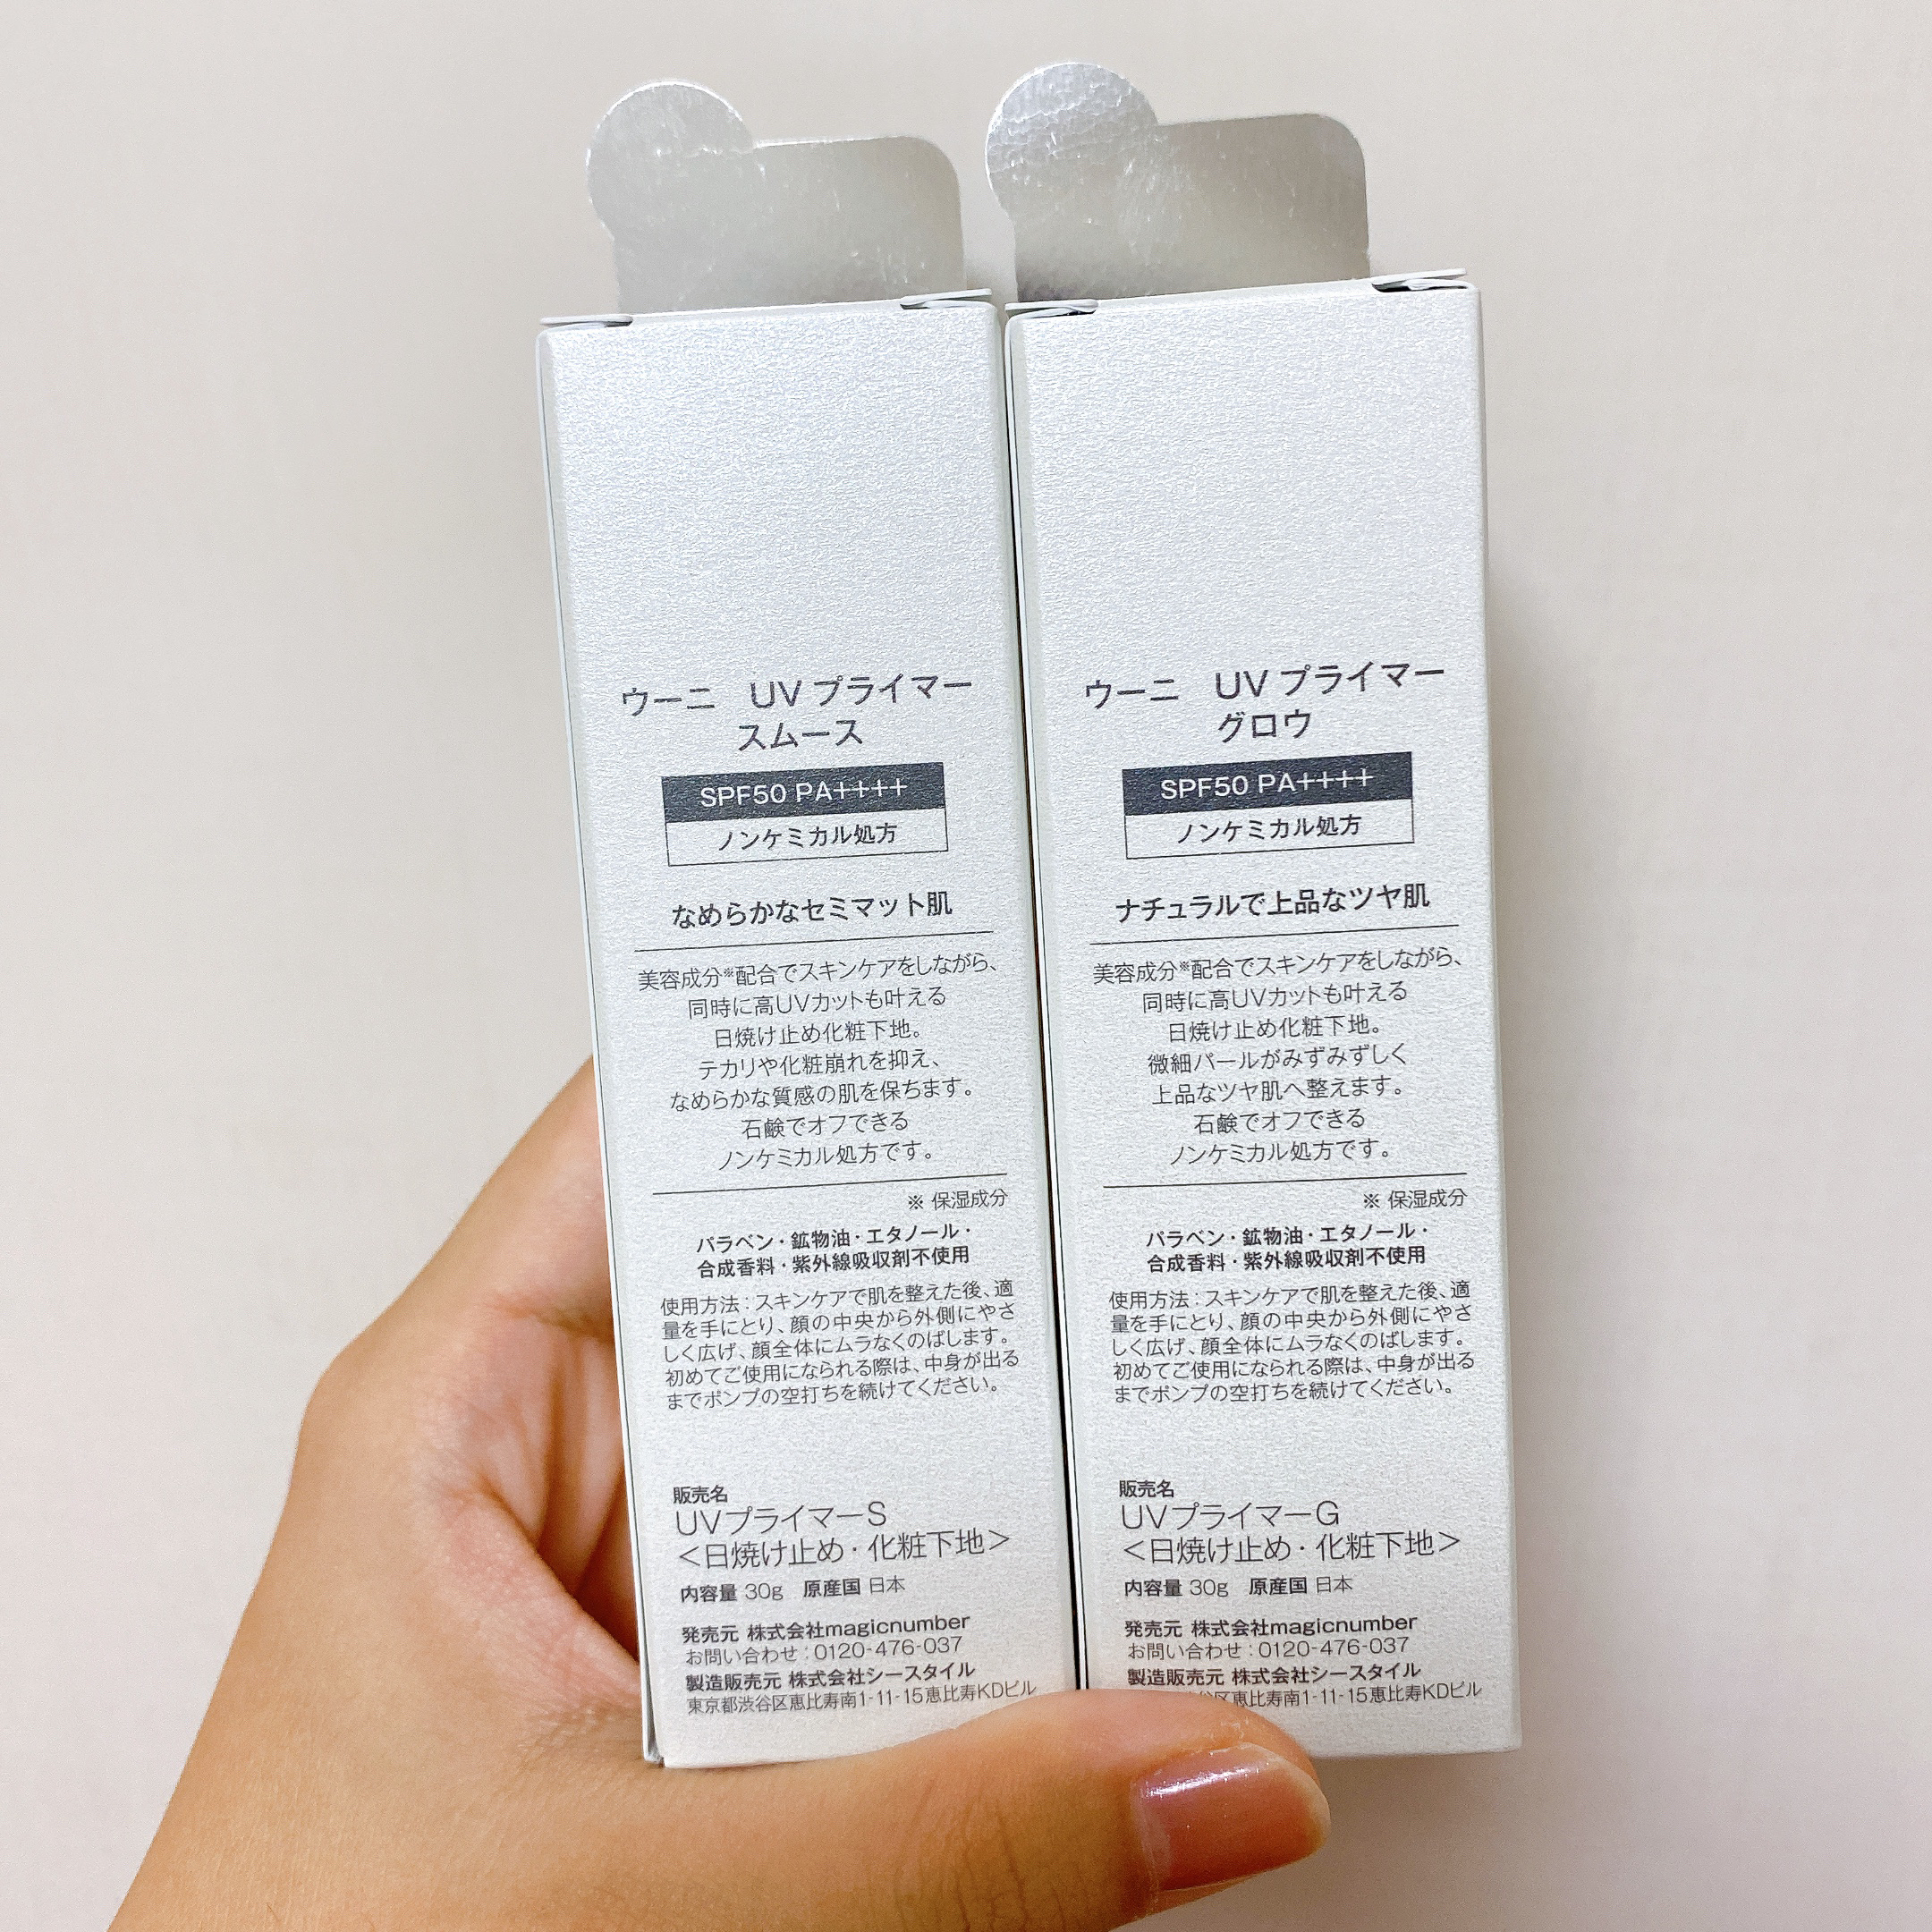 ウーニ　UVプライマー
スムース
SPF50 PA++++
ノンケミカル処方
なめらかなセミマット肌
美容成分※配合でスキンケアをしながら、
同時に高UVカットも叶える
日焼け止め化粧下地。
テカリや化粧崩れを抑え、
なめらかな質感の肌を保ちます。
石鹸でオフできる
ノンケミカル処方です。
※ 保湿成分
パラベン・鉱物油・エタノール・
合成香料・紫外線吸収剤不使用
使用方法：スキンケアで肌を整えた後、適
量を手にとり、顔の中央から外側にやさ
しく広げ、顔全体にムラなくのばします。
初めてご使用になられる際は、中身が出る
までポンプの空打ちを続けてください。
販売名
UVプライマーS
＜日焼け止め・化粧下地＞
内容量 30g　原産国 日本
発売元 株式会社magicnumber
お問い合わせ：0120-476-037
製造販売元 株式会社シースタイル
東京都渋谷区恵比寿南1-11-15恵比寿KDビル
ウーニ　UVプライマー
グロウ
SPF50 PA++++
ノンケミカル処方
ナチュラルで上品なツヤ肌
美容成分※配合でスキンケアをしながら、
同時に高UVカットも叶える
日焼け止め化粧下地。
微細パールがみずみずしく
上品なツヤ肌へ整えます。
石鹸でオフできる
ノンケミカル処方です。
※ 保湿成分
パラベン・鉱物油・エタノール・
合成香料・紫外線吸収剤不使用
使用方法：スキンケアで肌を整えた後、適
量を手にとり、顔の中央から外側にやさ
しく広げ、顔全体にムラなくのばします。
初めてご使用になられる際は、中身が出る
までポンプの空打ちを続けてください。
販売名
UVプライマーG
＜日焼け止め・化粧下地＞
内容量 30g　原産国 日本
発売元 株式会社magicnumber
お問い合わせ：0120-476-037
製造販売元 株式会社シースタイル
区恵比寿南1-11-15恵比寿KDビル